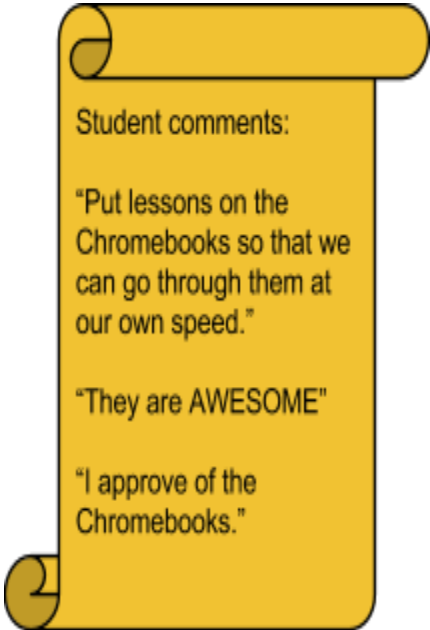 Student comments:
“Put lessons on the
Chromebooks so that we
can go through them at
our own speed.”
“They are AWESOME”
“I approve of the
Chromebooks.”